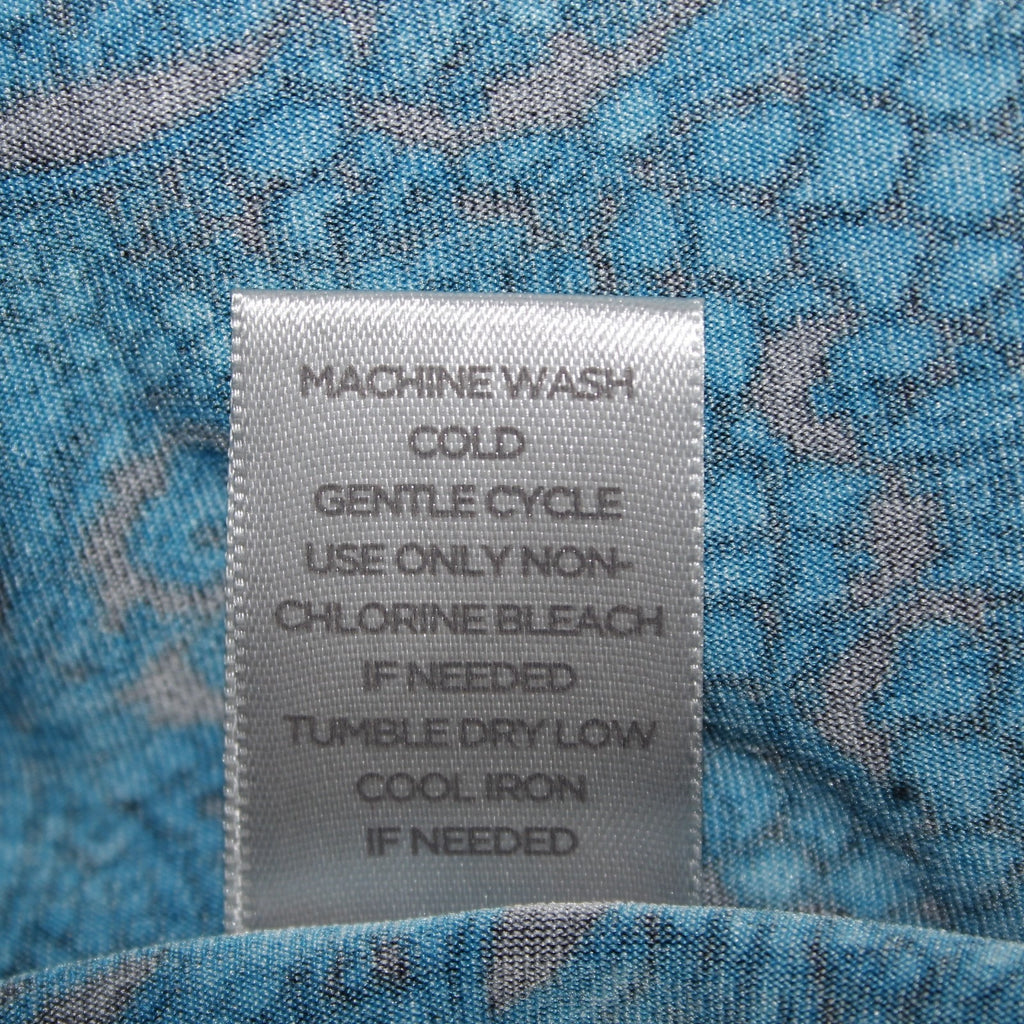 MACHINE WASH
COLD
GENTLE CYCLE
USE ONLY NON-
CHLORINE BLEACH
IF NEEDED
TUMBLE DRY LOW
COOL IRON
IF NEEDED